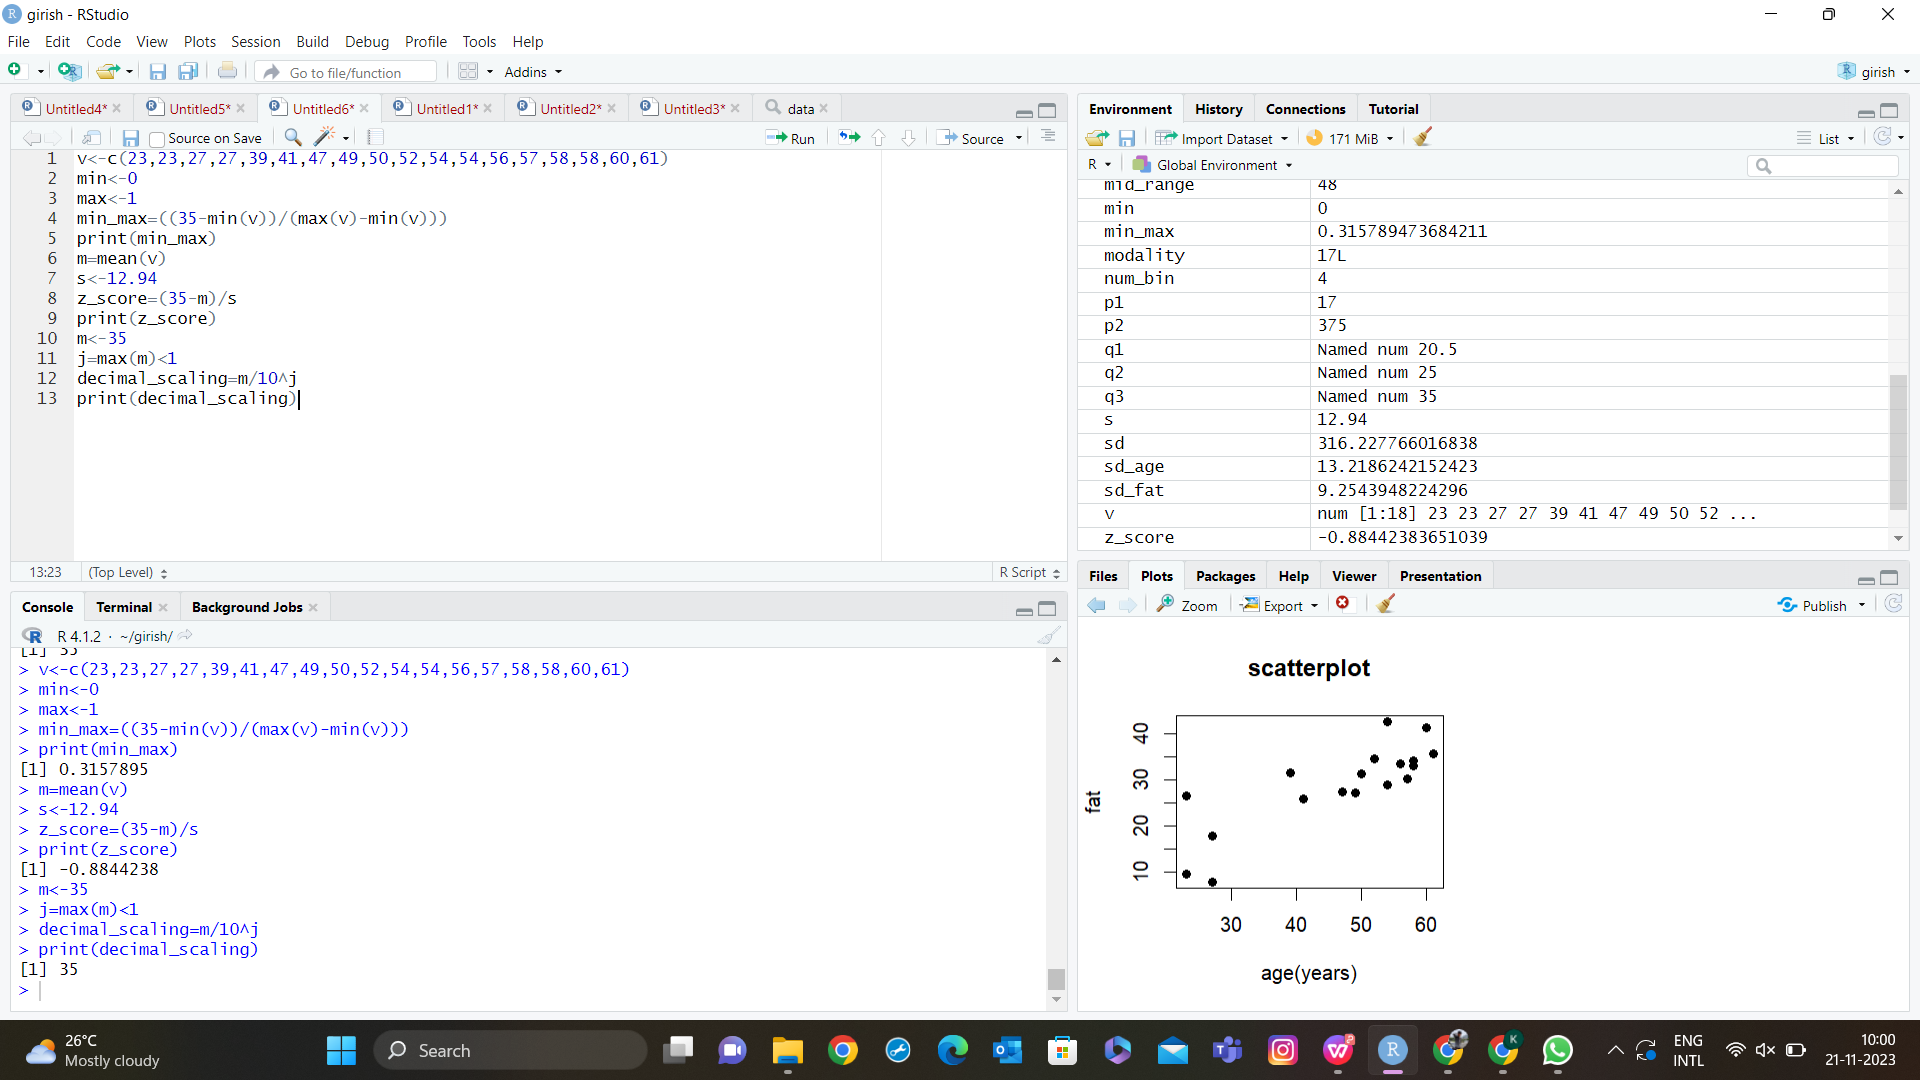 girish - RStudio
File Edit Code View Plots Session Build Debug Profile Tools Help
Go to file/function Addins girish
Untitled4* Untitled5* Untitled6* Untitled1* Untitled2* Untitled3* data
Source on Save Run Source
1 v<-c(23,23,27,27,39,41,47,49,50,52,54,54,56,57,58,58,60,61)
2 min<-0
3 max<-1
4 min_max=((35-min(v))/(max(v)-min(v)))
5 print(min_max)
6 m=mean(v)
7 s<-12.94
8 z_score=(35-m)/s
9 print(z_score)
10 m<-35
11 j=max(m)<1
12 decimal_scaling=m/10^j
13 print(decimal_scaling)
13:23 (Top Level) R Script
Console Terminal Background Jobs
R 4.1.2 · ~/girish/
[1] 35
> v<-c(23,23,27,27,39,41,47,49,50,52,54,54,56,57,58,58,60,61)
> min<-0
> max<-1
> min_max=((35-min(v))/(max(v)-min(v)))
> print(min_max)
[1] 0.3157895
> m=mean(v)
> s<-12.94
> z_score=(35-m)/s
> print(z_score)
[1] -0.8844238
> m<-35
> j=max(m)<1
> decimal_scaling=m/10^j
> print(decimal_scaling)
[1] 35
>
Environment History Connections Tutorial
Import Dataset 171 MiB List
R Global Environment
mid_range 48
min 0
min_max 0.315789473684211
modality 17L
num_bin 4
p1 17
p2 375
q1 Named num 20.5
q2 Named num 25
q3 Named num 35
s 12.94
sd 316.227766016838
sd_age 13.2186242152423
sd_fat 9.2543948224296
v num [1:18] 23 23 27 27 39 41 47 49 50 52 ...
z_score -0.88442383651039
Files Plots Packages Help Viewer Presentation
Zoom Export Publish
scatterplot
fat
40
30
20
10
30 40 50 60
age(years)
26°C
Mostly cloudy
Search
ENG
INTL
10:00
21-11-2023